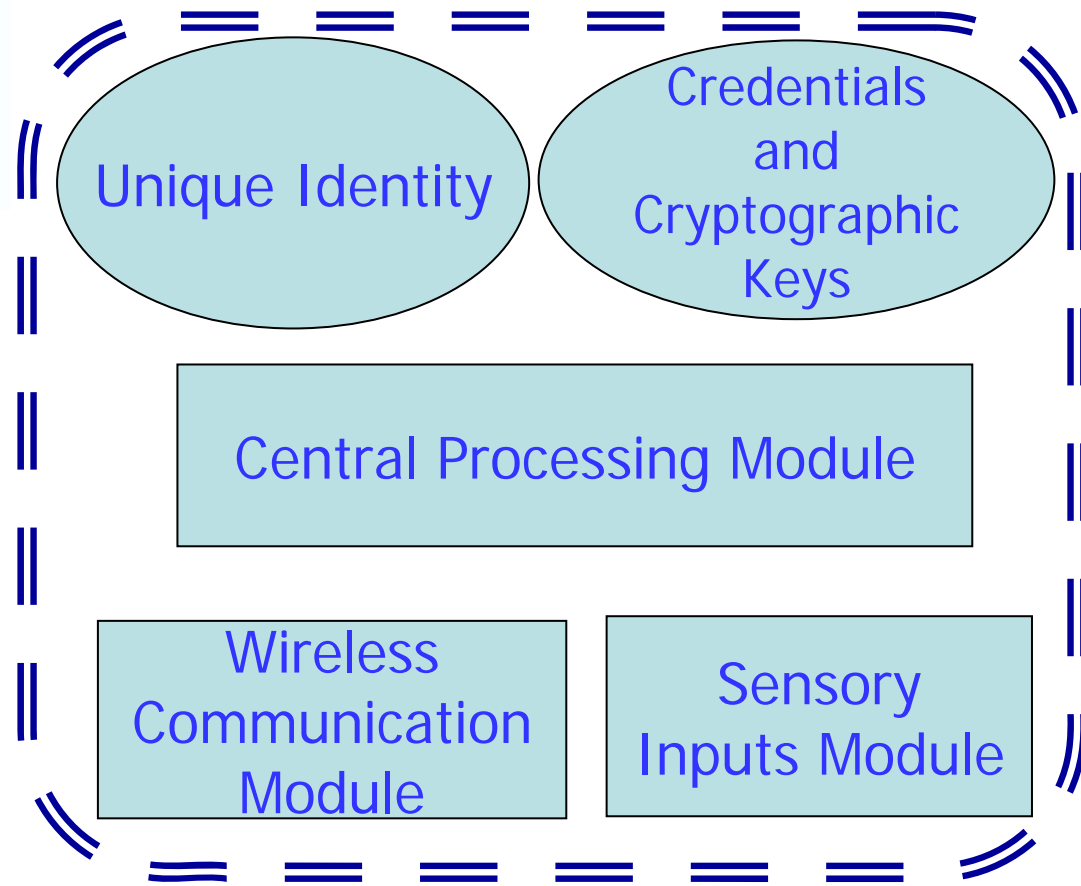 Unique Identity
Credentials
and
Cryptographic
Keys
Central Processing Module
Wireless
Communication
Module
Sensory
Inputs Module